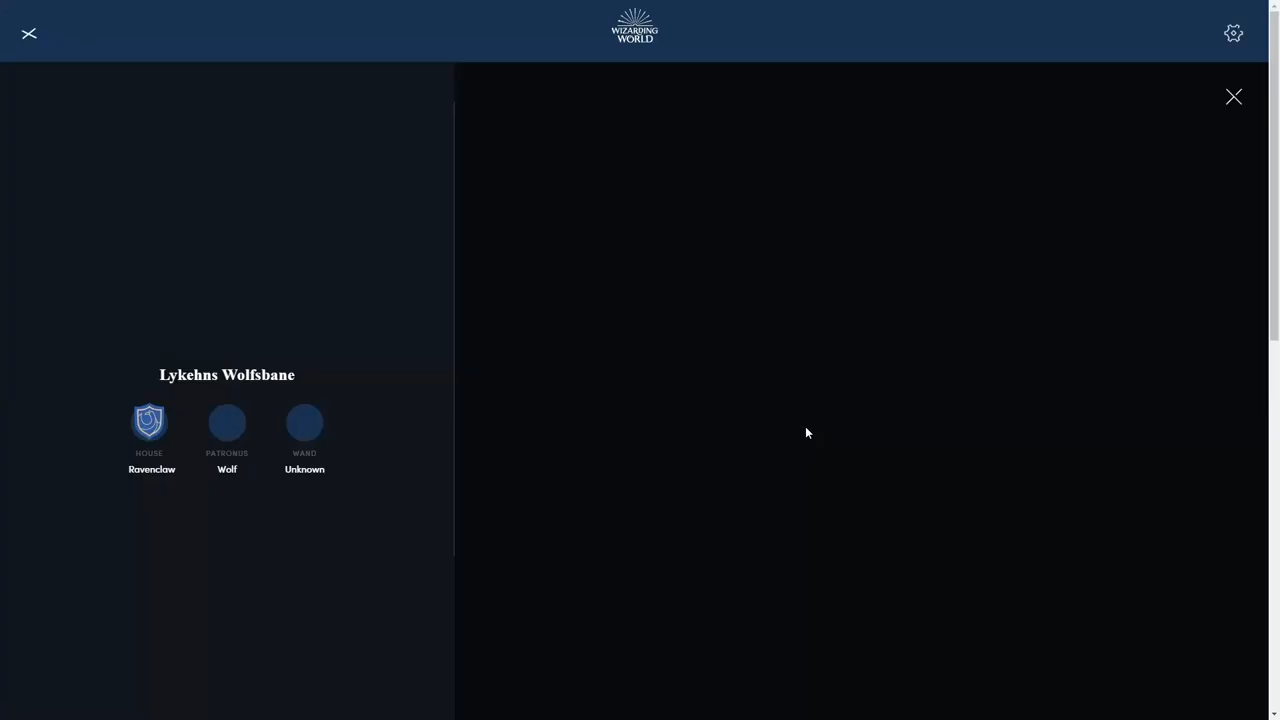 WIZARDING
WORLD
Lykehns Wolfsbane
HOUSE
PATRONUS
WAND
Ravenclaw
Wolf
Unknown